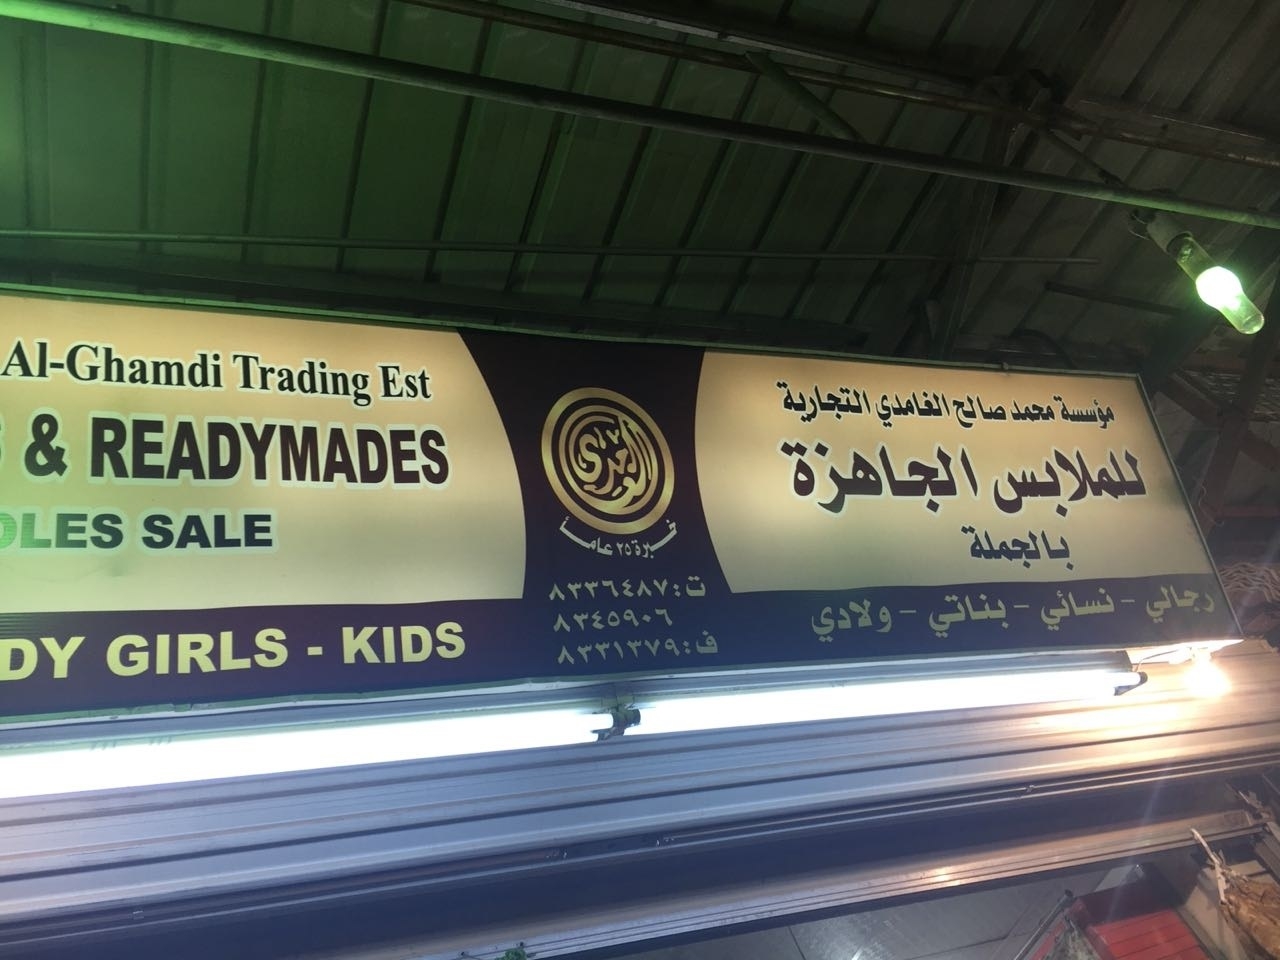 مؤسسة محمد صالح الغامدي التجارية
للملابس الجاهزة
بالجملة
رجالي - نسائي - بناتي - ولادي
خبرة ٢٥ عاماً
ت: ٨٣٣٦٤٨٧
٨٣٤٥٩٠٦
ف: ٨٣٣١٣٧٩
Al-Ghamdi Trading Est
& READYMADES
OLES SALE
DY GIRLS - KIDS